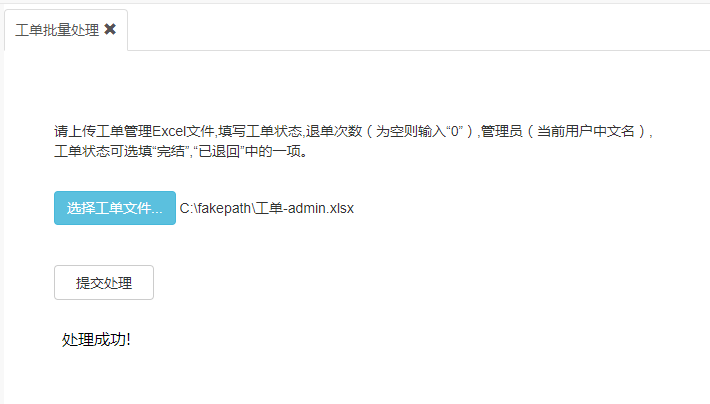 工单批量处理 ✖
请上传工单管理Excel文件,填写工单状态,退单次数（为空则输入“0”）,管理员（当前用户中文名）,
工单状态可选填“完结”,“已退回”中的一项。
选择工单文件... C:\fakepath\工单-admin.xlsx
提交处理
处理成功!